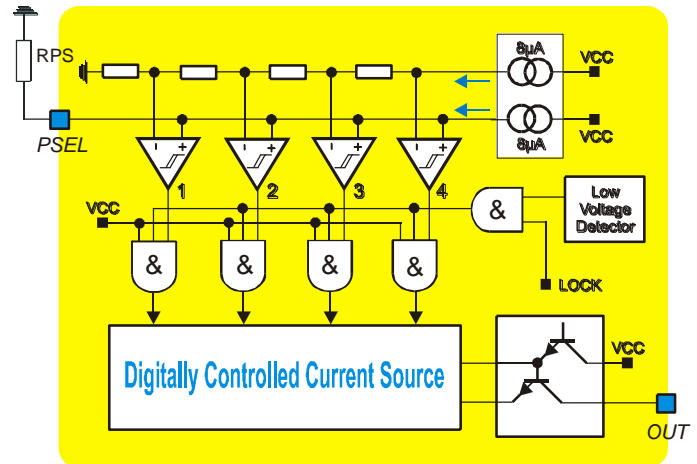 8µA
RPS
VCC
PSEL
VCC
8µA
- + - + - + - +
1 2 3 4
VCC
&
Low
Voltage
Detector
& & & &
LOCK
Digitally Controlled Current Source
VCC
OUT